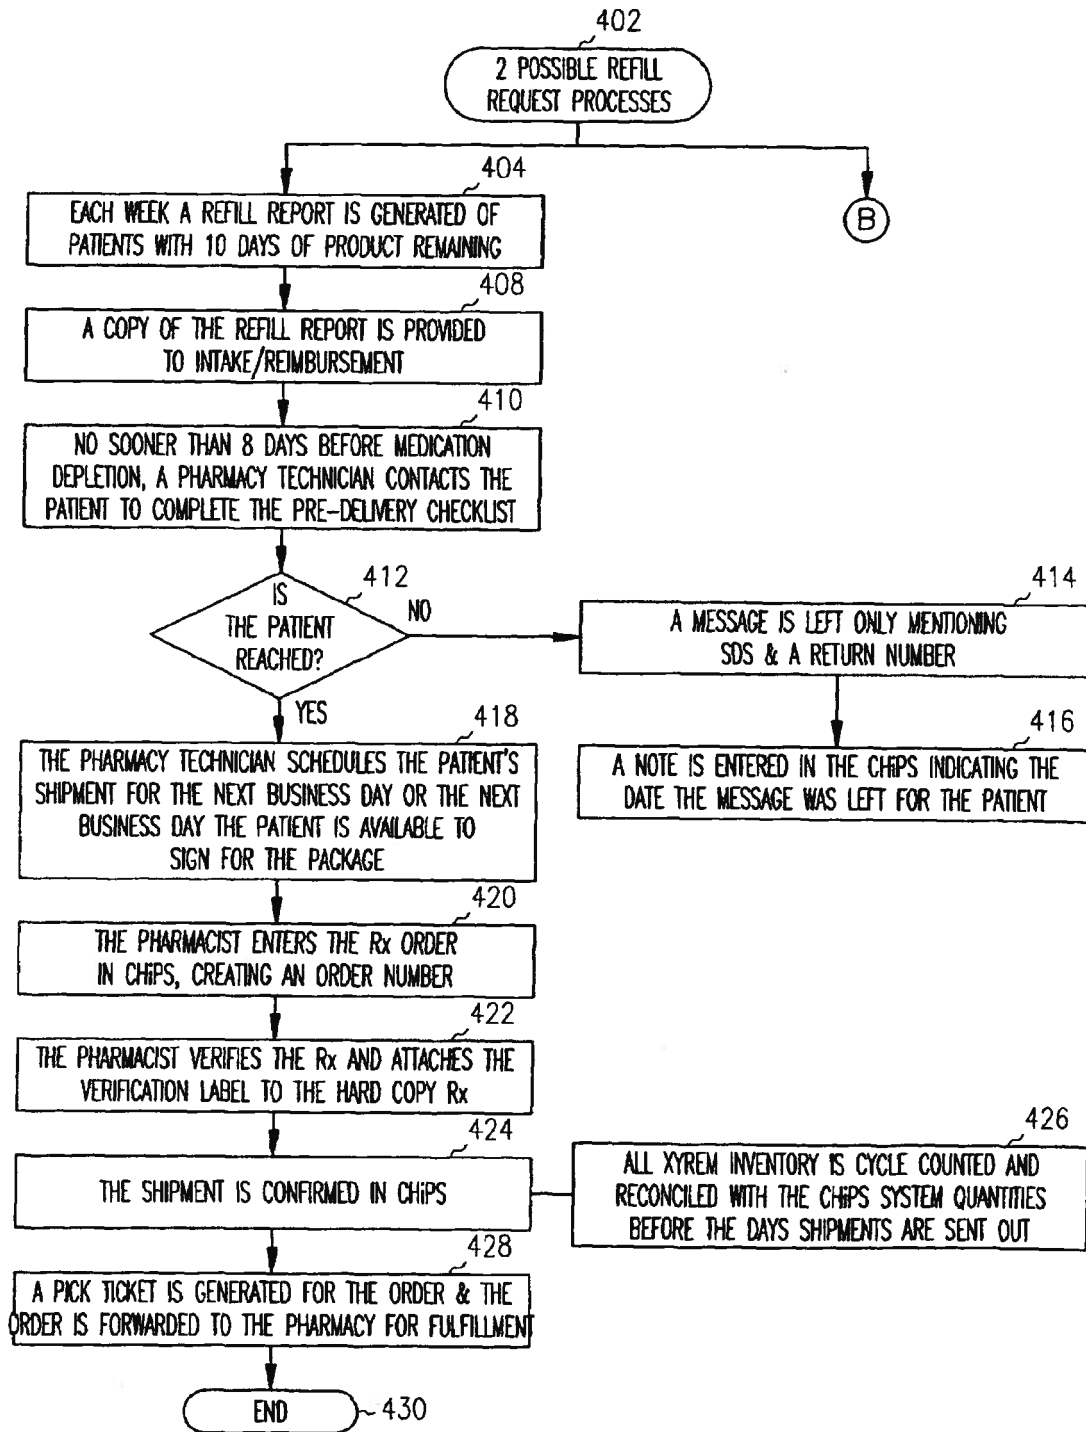 402
2 POSSIBLE REFILL
REQUEST PROCESSES
404
EACH WEEK A REFILL REPORT IS GENERATED OF
PATIENTS WITH 10 DAYS OF PRODUCT REMAINING
B
408
A COPY OF THE REFILL REPORT IS PROVIDED
TO INTAKE/REIMBURSEMENT
410
NO SOONER THAN 8 DAYS BEFORE MEDICATION
DEPLETION, A PHARMACY TECHNICIAN CONTACTS THE
PATIENT TO COMPLETE THE PRE-DELIVERY CHECKLIST
412
IS
THE PATIENT
REACHED?
NO
414
A MESSAGE IS LEFT ONLY MENTIONING
SDS & A RETURN NUMBER
416
A NOTE IS ENTERED IN THE CHiPS INDICATING THE
DATE THE MESSAGE WAS LEFT FOR THE PATIENT
YES
418
THE PHARMACY TECHNICIAN SCHEDULES THE PATIENT'S
SHIPMENT FOR THE NEXT BUSINESS DAY OR THE NEXT
BUSINESS DAY THE PATIENT IS AVAILABLE TO
SIGN FOR THE PACKAGE
420
THE PHARMACIST ENTERS THE Rx ORDER
IN CHiPS, CREATING AN ORDER NUMBER
422
THE PHARMACIST VERIFIES THE Rx AND ATTACHES THE
VERIFICATION LABEL TO THE HARD COPY Rx
424
THE SHIPMENT IS CONFIRMED IN CHiPS
426
ALL XYREM INVENTORY IS CYCLE COUNTED AND
RECONCILED WITH THE CHiPS SYSTEM QUANTITIES
BEFORE THE DAYS SHIPMENTS ARE SENT OUT
428
A PICK TICKET IS GENERATED FOR THE ORDER & THE
ORDER IS FORWARDED TO THE PHARMACY FOR FULFILLMENT
END
430